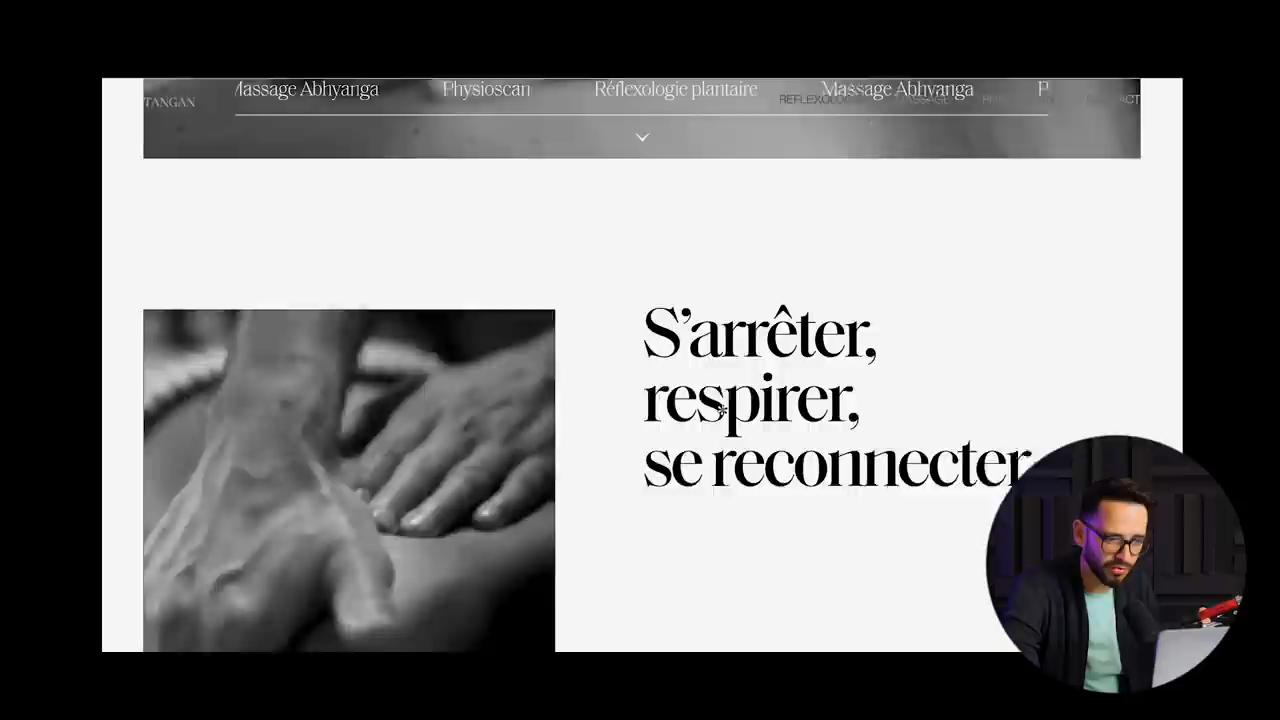 Massage Abhyanga Physioscan Réflexologie plantaire Massage Abhyanga
TANGAN
S’arrêter,
respirer,
se reconnecter